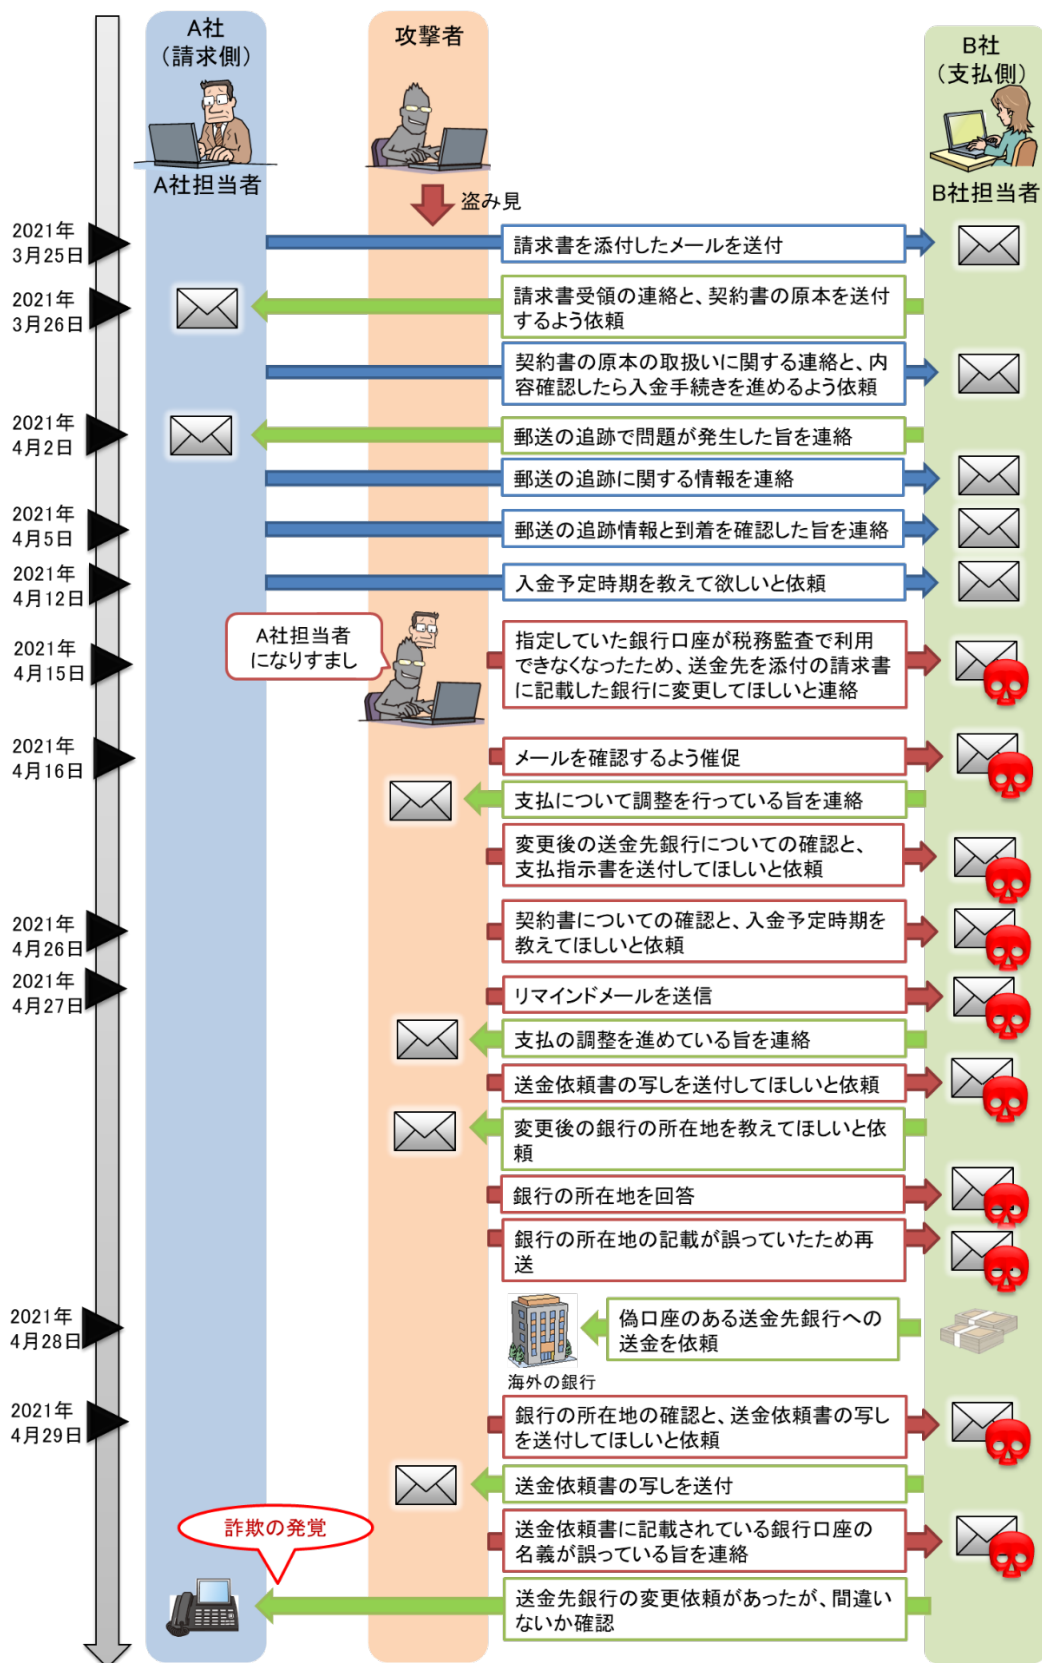 A社
（請求側）
攻撃者
B社
（支払側）
A社担当者
B社担当者
盗み見
2021年
3月25日
請求書を添付したメールを送付
2021年
3月26日
請求書受領の連絡と、契約書の原本を送付
するよう依頼
契約書の原本の取扱いに関する連絡と、内
容確認したら入金手続きを進めるよう依頼
2021年
4月2日
郵送の追跡で問題が発生した旨を連絡
郵送の追跡に関する情報を連絡
2021年
4月5日
郵送の追跡情報と到着を確認した旨を連絡
2021年
4月12日
入金予定時期を教えて欲しいと依頼
A社担当者
になりすまし
2021年
4月15日
指定していた銀行口座が税務監査で利用
できなくなったため、送金先を添付の請求書
に記載した銀行に変更してほしいと連絡
2021年
4月16日
メールを確認するよう催促
支払について調整を行っている旨を連絡
変更後の送金先銀行についての確認と、
支払指示書を送付してほしいと依頼
2021年
4月26日
契約書についての確認と、入金予定時期を
教えてほしいと依頼
2021年
4月27日
リマインドメールを送信
支払の調整を進めている旨を連絡
送金依頼書の写しを送付してほしいと依頼
変更後の銀行の所在地を教えてほしいと依
頼
銀行の所在地を回答
銀行の所在地の記載が誤っていたため再
送
2021年
4月28日
偽口座のある送金先銀行への
送金を依頼
海外の銀行
2021年
4月29日
銀行の所在地の確認と、送金依頼書の写し
を送付してほしいと依頼
送金依頼書の写しを送付
詐欺の発覚
送金依頼書に記載されている銀行口座の
名義が誤っている旨を連絡
送金先銀行の変更依頼があったが、間違い
ないか確認